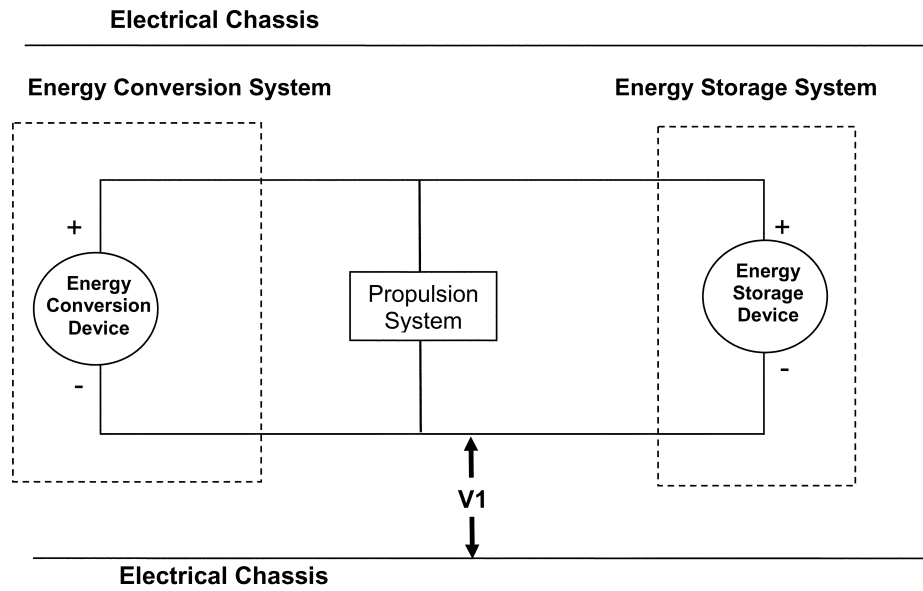 Electrical Chassis
Energy Conversion System
Energy Storage System
+
+
Energy
Conversion
Device
Propulsion
System
Energy
Storage
Device
-
-
V1
Electrical Chassis